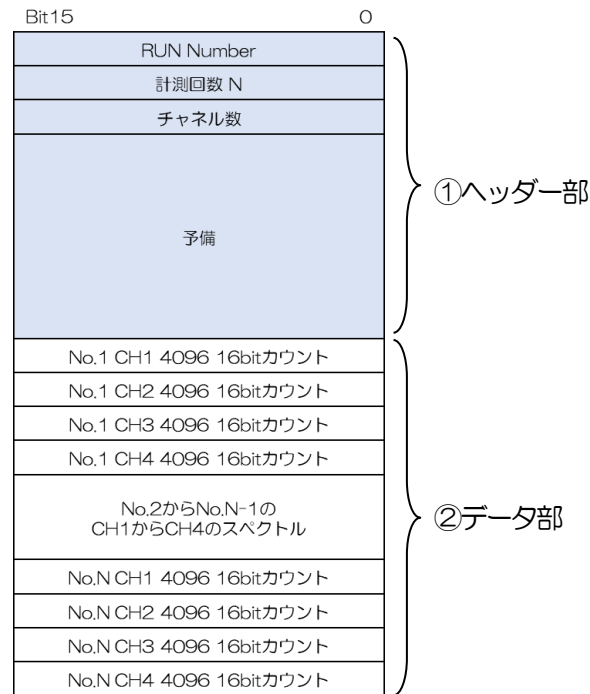 Bit15 0
RUN Number
計測回数 N
チャネル数
予備
①ヘッダー部
No.1 CH1 4096 16bitカウント
No.1 CH2 4096 16bitカウント
No.1 CH3 4096 16bitカウント
No.1 CH4 4096 16bitカウント
No.2からNo.N-1の
CH1からCH4のスペクトル
②データ部
No.N CH1 4096 16bitカウント
No.N CH2 4096 16bitカウント
No.N CH3 4096 16bitカウント
No.N CH4 4096 16bitカウント